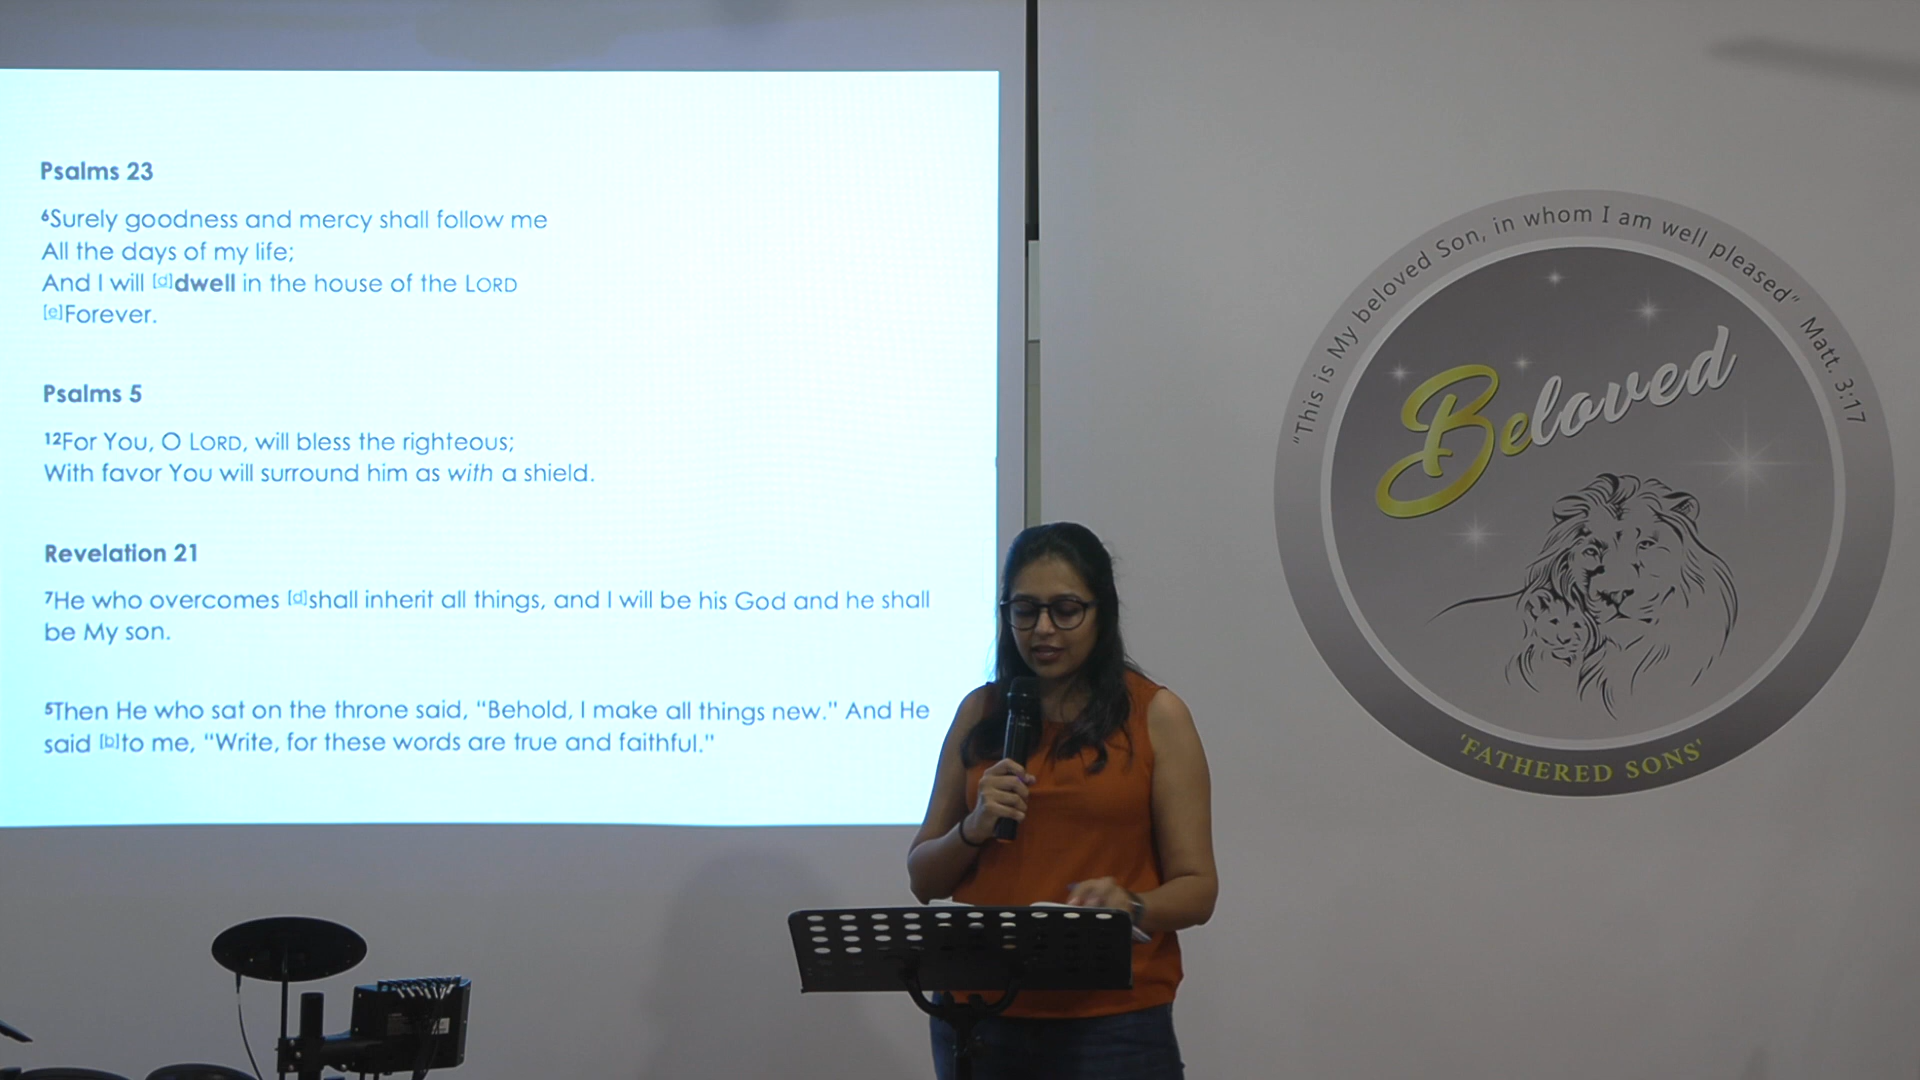 Psalms 23
6Surely goodness and mercy shall follow me
All the days of my life;
And I will [d]dwell in the house of the LORD
[e]Forever.
Psalms 5
12For You, O LORD, will bless the righteous;
With favor You will surround him as with a shield.
Revelation 21
7He who overcomes [d]shall inherit all things, and I will be his God and he shall
be My son.
5Then He who sat on the throne said, “Behold, I make all things new.” And He
said [b]to me, “Write, for these words are true and faithful.”
“This is My beloved Son, in whom I am well pleased” Matt. 3:17
Beloved
'FATHERED SONS'